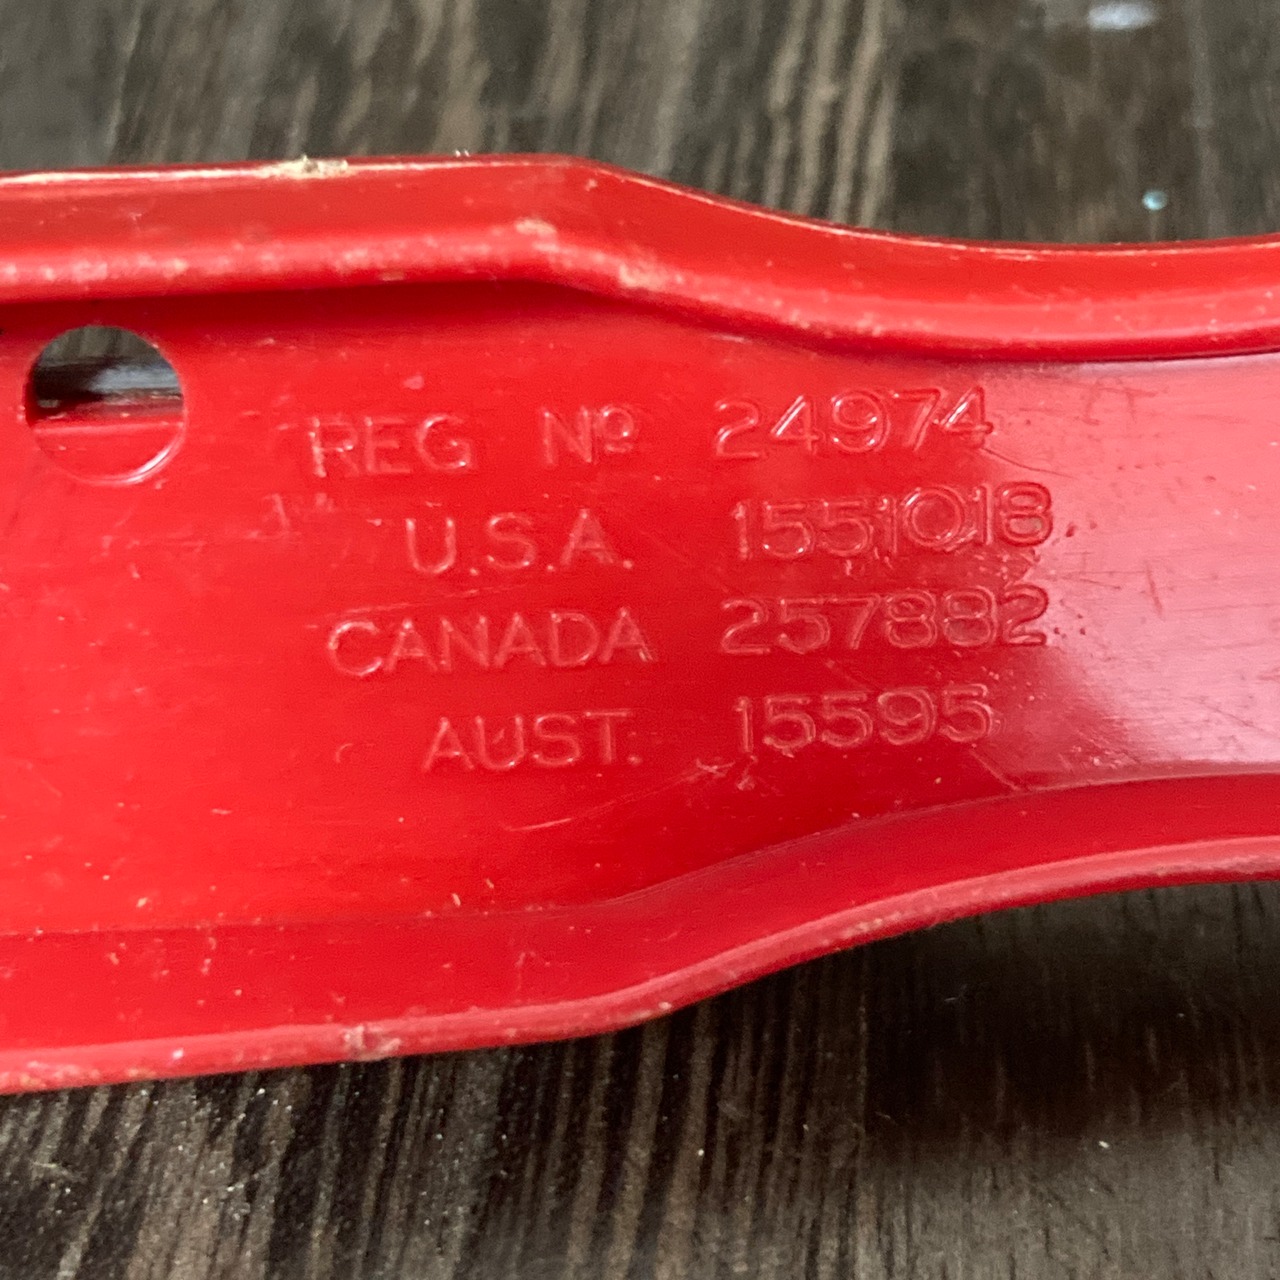 REG Nº 24974
U.S.A. 1551018
CANADA 257882
AUST. 15595